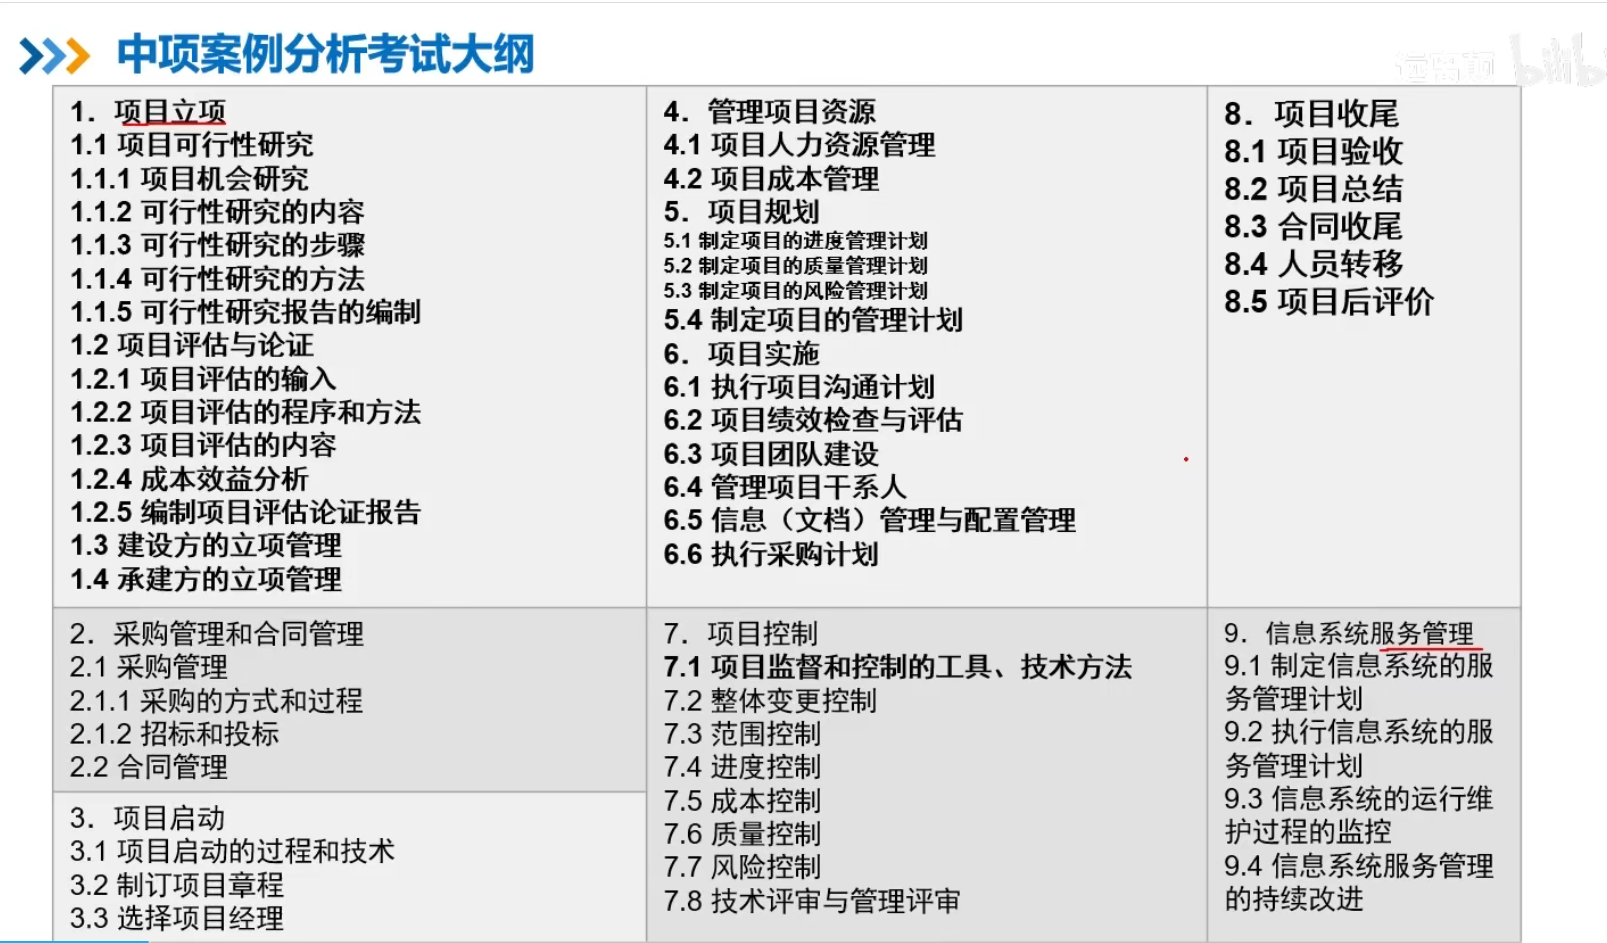 中项案例分析考试大纲
bilibili
1．项目立项
1.1 项目可行性研究
1.1.1 项目机会研究
1.1.2 可行性研究的内容
1.1.3 可行性研究的步骤
1.1.4 可行性研究的方法
1.1.5 可行性研究报告的编制
1.2 项目评估与论证
1.2.1 项目评估的输入
1.2.2 项目评估的程序和方法
1.2.3 项目评估的内容
1.2.4 成本效益分析
1.2.5 编制项目评估论证报告
1.3 建设方的立项管理
1.4 承建方的立项管理
2．采购管理和合同管理
2.1 采购管理
2.1.1 采购的方式和过程
2.1.2 招标和投标
2.2 合同管理
3．项目启动
3.1 项目启动的过程和技术
3.2 制订项目章程
3.3 选择项目经理
4．管理项目资源
4.1 项目人力资源管理
4.2 项目成本管理
5．项目规划
5.1 制定项目的进度管理计划
5.2 制定项目的质量管理计划
5.3 制定项目的风险管理计划
5.4 制定项目的管理计划
6．项目实施
6.1 执行项目沟通计划
6.2 项目绩效检查与评估
6.3 项目团队建设
6.4 管理项目干系人
6.5 信息（文档）管理与配置管理
6.6 执行采购计划
7．项目控制
7.1 项目监督和控制的工具、技术方法
7.2 整体变更控制
7.3 范围控制
7.4 进度控制
7.5 成本控制
7.6 质量控制
7.7 风险控制
7.8 技术评审与管理评审
8．项目收尾
8.1 项目验收
8.2 项目总结
8.3 合同收尾
8.4 人员转移
8.5 项目后评价
9．信息系统服务管理
9.1 制定信息系统的服
务管理计划
9.2 执行信息系统的服
务管理计划
9.3 信息系统的运行维
护过程的监控
9.4 信息系统服务管理
的持续改进